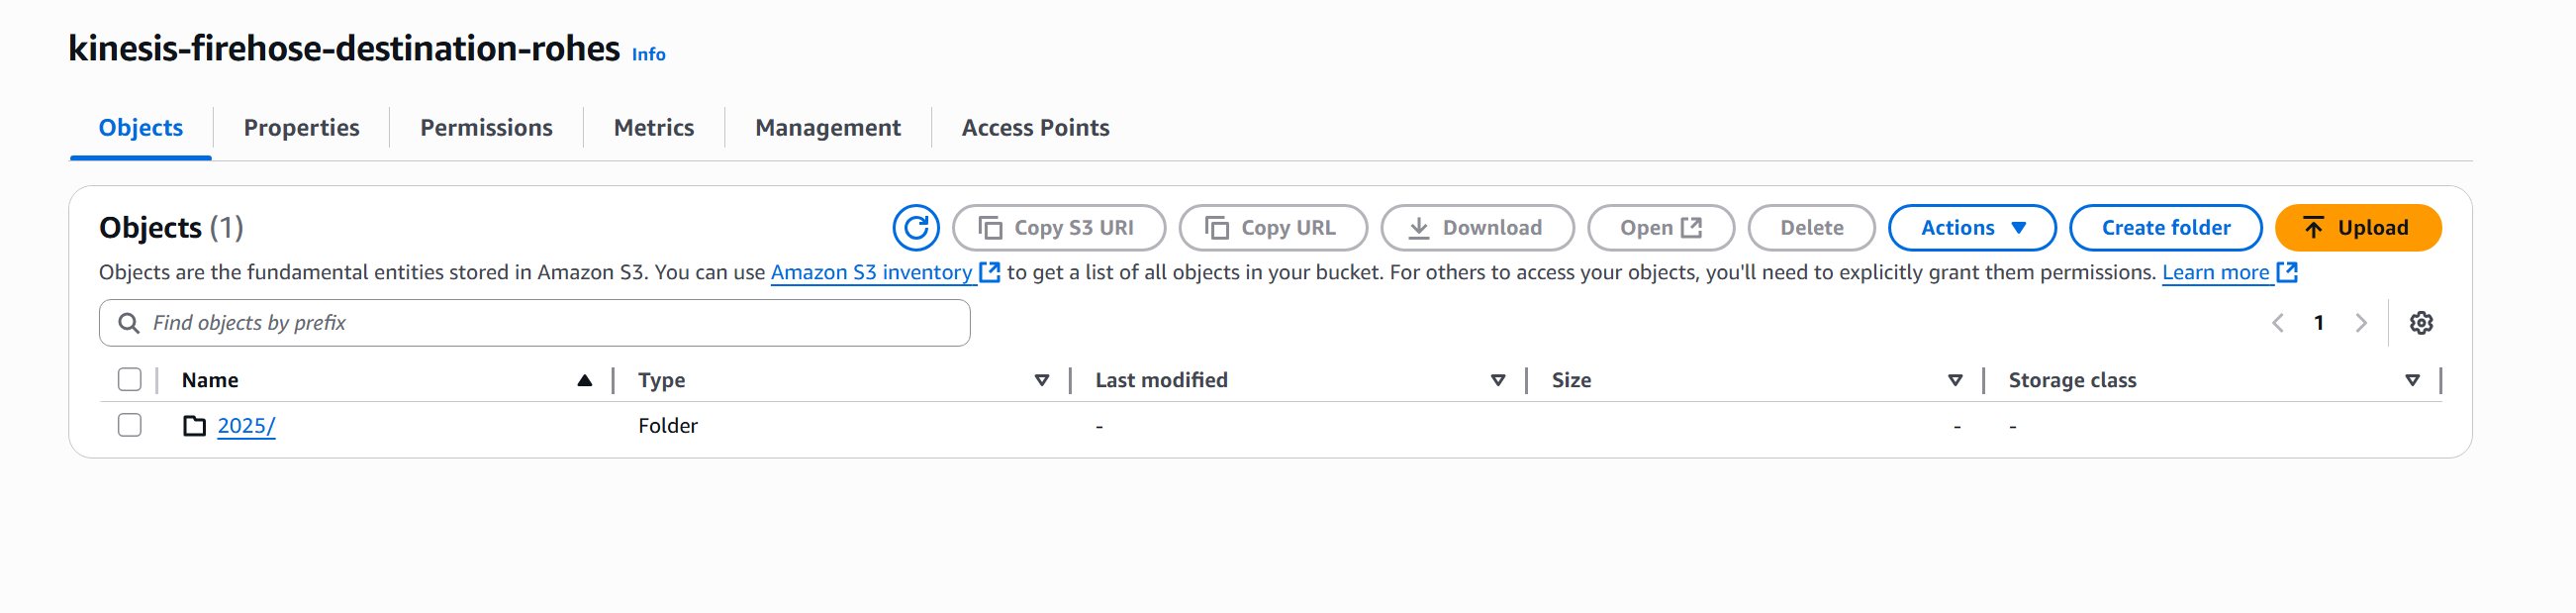 kinesis-firehose-destination-rohes Info
Objects Properties Permissions Metrics Management Access Points
Objects (1) Copy S3 URI Copy URL Download Open Delete Actions Create folder Upload
Objects are the fundamental entities stored in Amazon S3. You can use Amazon S3 inventory to get a list of all objects in your bucket. For others to access your objects, you'll need to explicitly grant them permissions. Learn more
Find objects by prefix 1
Name Type Last modified Size Storage class
2025/ Folder - - -